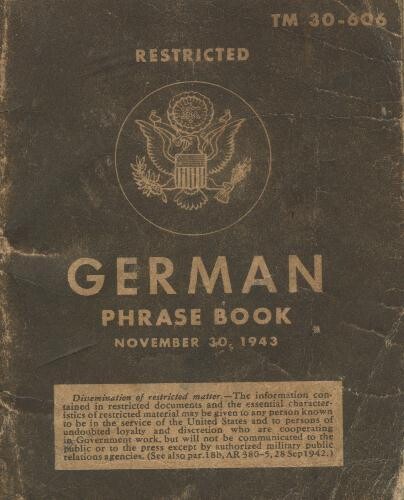 TM 30-606
RESTRICTED
GERMAN
PHRASE BOOK
NOVEMBER 30, 1943
Dissemination of restricted matter.—The information con-
tained in restricted documents and the essential character-
istics of restricted material may be given to any person known
to be in the service of the United States and to persons of
undoubted loyalty and discretion who are cooperating
in Government work, but will not be communicated to the
public or to the press except by authorized military public
relations agencies. (See also par. 18b, AR 380-5, 28 Sep 1942.)